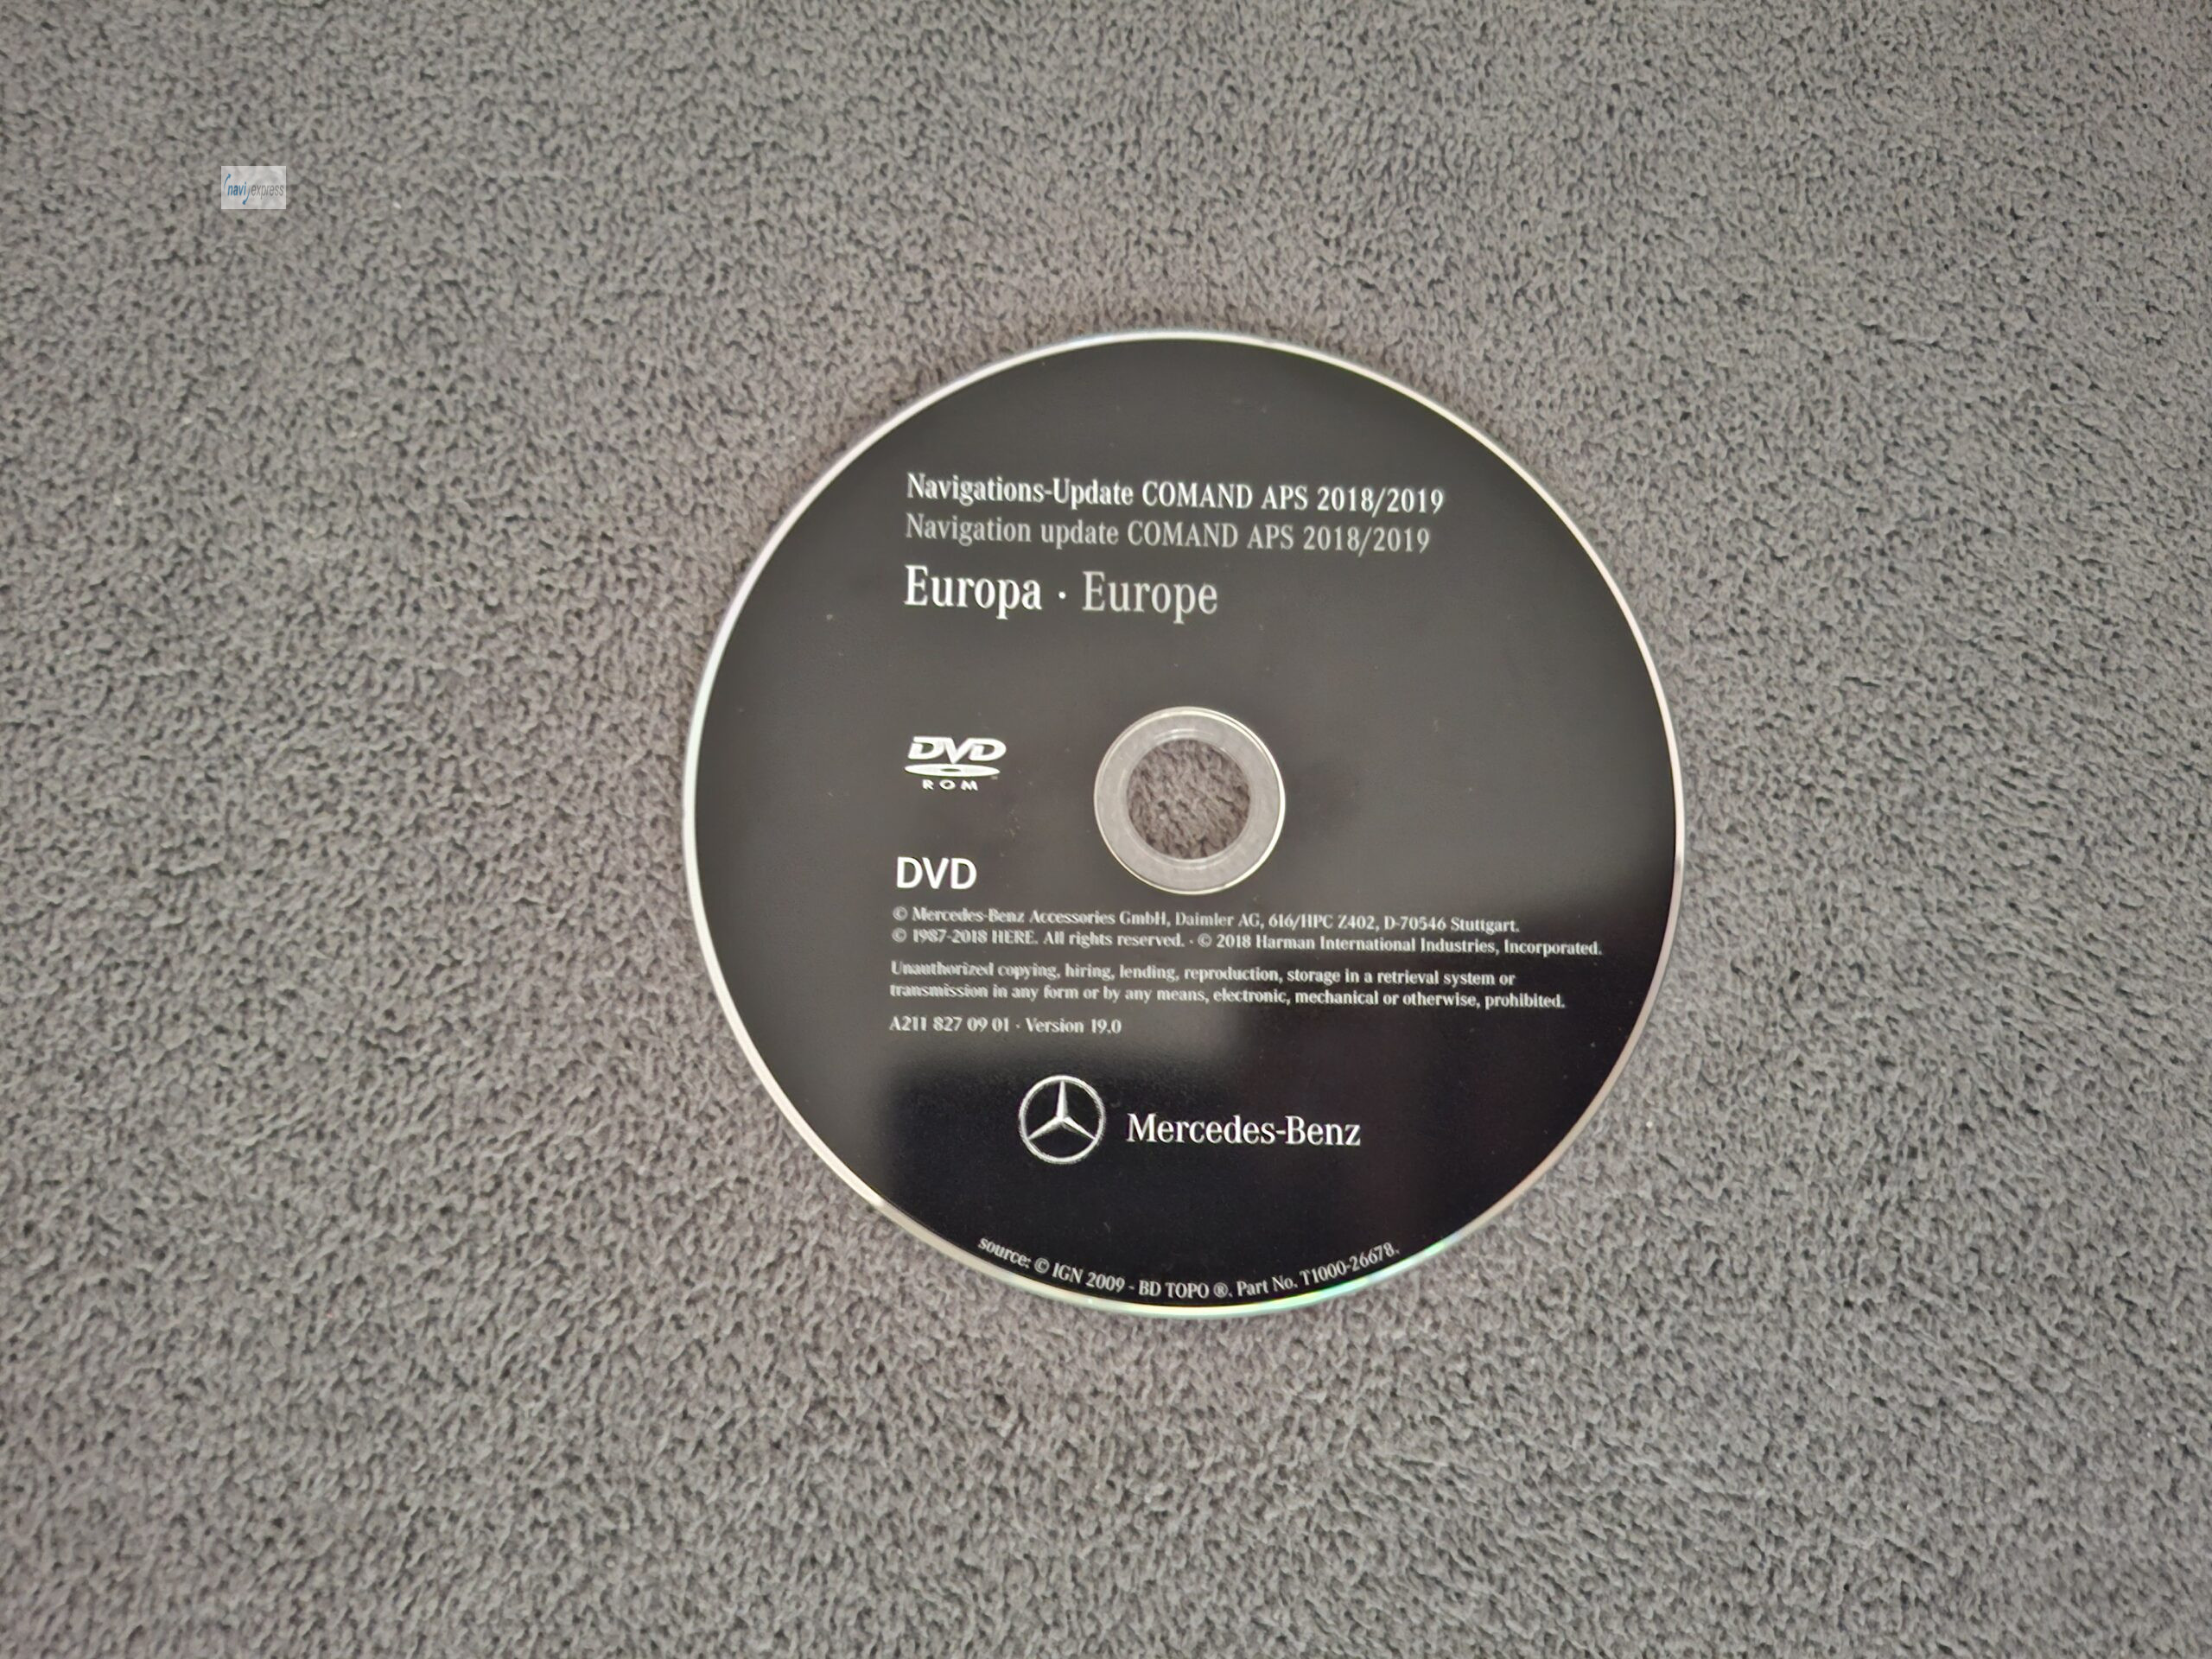 naviexpress
Navigations-Update COMAND APS 2018/2019
Navigation update COMAND APS 2018/2019
Europa · Europe
DVD
ROM
DVD
© Mercedes-Benz Accessories GmbH, Daimler AG, 616/HPC Z402, D-70546 Stuttgart.
© 1987-2018 HERE. All rights reserved. · © 2018 Harman International Industries, Incorporated.
Unauthorized copying, hiring, lending, reproduction, storage in a retrieval system or
transmission in any form or by any means, electronic, mechanical or otherwise, prohibited.
A211 827 09 01 · Version 19.0
Mercedes-Benz
source: © IGN 2009 - BD TOPO ®. Part No. T1000-26678.